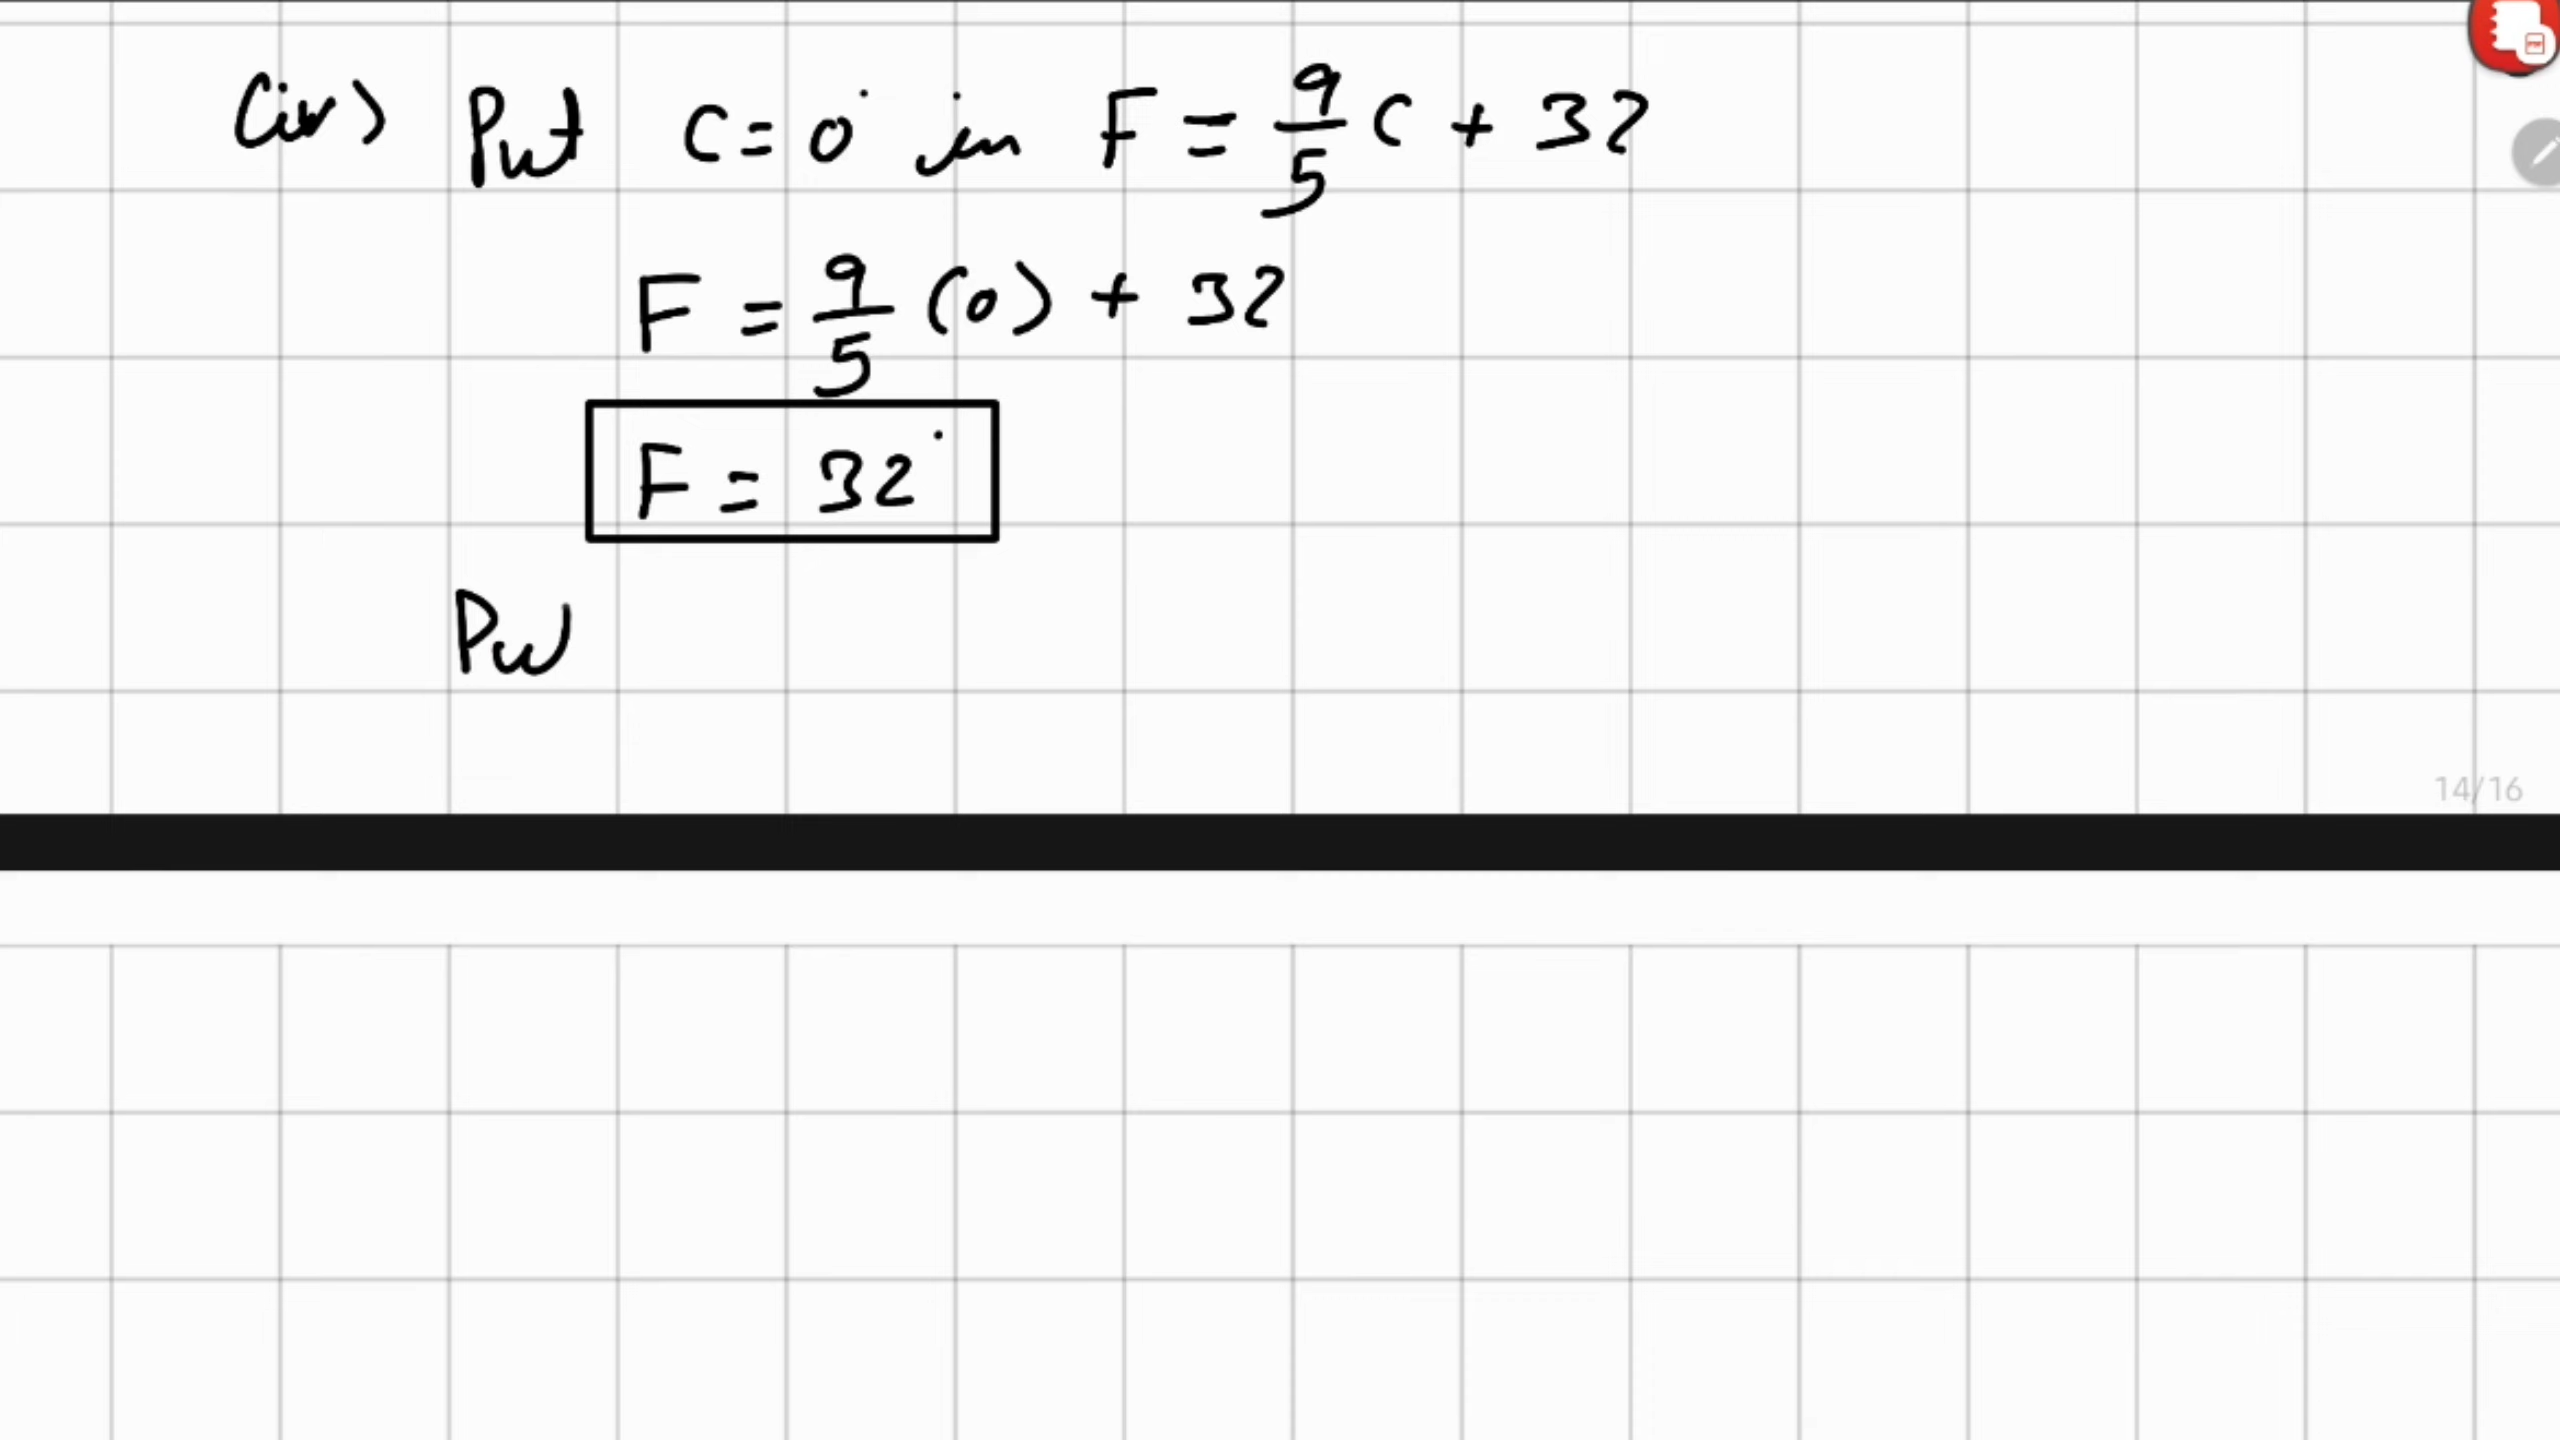 (iv) Put C = 0° in F = 9/5 C + 32
F = 9/5 (0) + 32
F = 32°
Pu
14/16